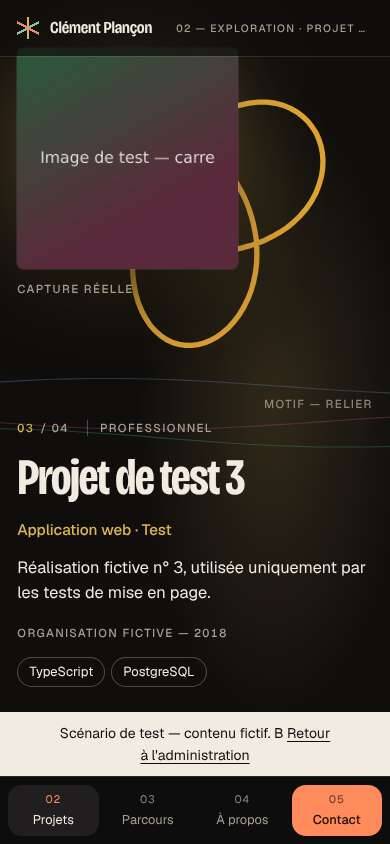 Clément Plançon
02 — EXPLORATION · PROJET …
Image de test — carre
CAPTURE RÉELLE
MOTIF — RELIER
03 / 04 PROFESSIONNEL
Projet de test 3
Application web · Test
Réalisation fictive n° 3, utilisée uniquement par
les tests de mise en page.
ORGANISATION FICTIVE — 2018
TypeScript PostgreSQL
Scénario de test — contenu fictif. B Retour
à l'administration
02 03 04 05
Projets Parcours À propos Contact